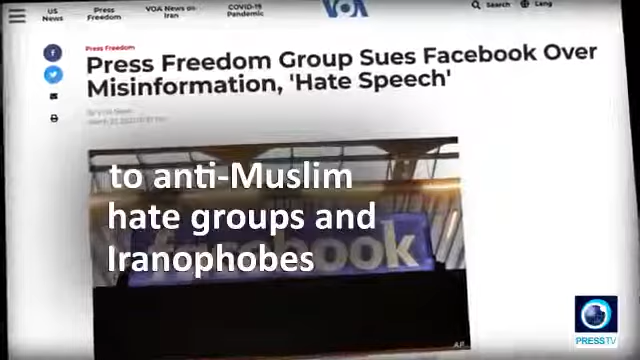 US
News
Press
Freedom
VOA News on
Iran
COVID-19
Pandemic
VOA
Search
Lang
Press Freedom
Press Freedom Group Sues Facebook Over
Misinformation, 'Hate Speech'
to anti-Muslim
hate groups and
Iranophobes
facebook
AP
PRESSTV